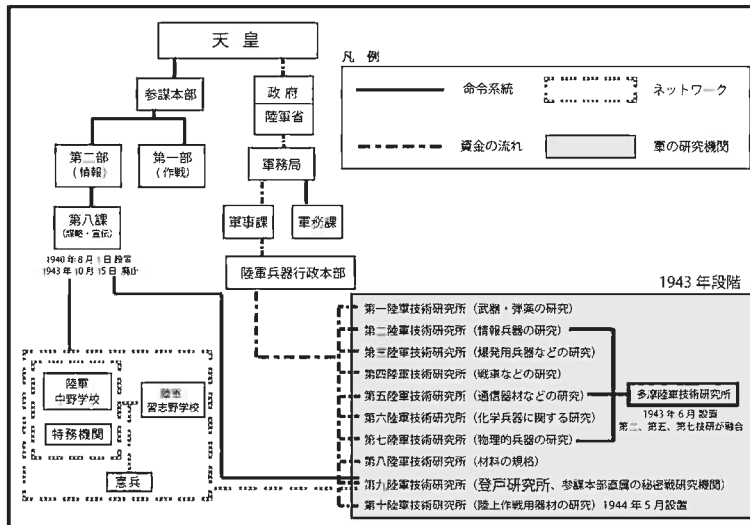 天 皇
参謀本部
政 府
陸軍省
第二部
(情報)
第一部
(作戦)
軍務局
第八課
(謀略・宣伝)
1940年8月1日設置
1943年10月15日廃止
軍事課
軍務課
陸軍兵器行政本部
凡 例
命令系統
ネットワーク
資金の流れ
軍の研究機関
1943年段階
第一陸軍技術研究所(武器・弾薬の研究)
第二陸軍技術研究所(情報兵器の研究)
第三陸軍技術研究所(爆発用兵器などの研究)
第四陸軍技術研究所(戦車などの研究)
第五陸軍技術研究所(通信器材などの研究)
第六陸軍技術研究所(化学兵器に関する研究)
第七陸軍技術研究所(物理的兵器の研究)
第八陸軍技術研究所(材料の規格)
第九陸軍技術研究所(登戸研究所、参謀本部直属の秘密戦研究機関)
第十陸軍技術研究所(陸上作戦用器材の研究)1944年5月設置
多摩陸軍技術研究所
1943年6月設置
第二、第五、第七技研が融合
陸軍
中野学校
特務機関
陸軍
習志野学校
憲兵